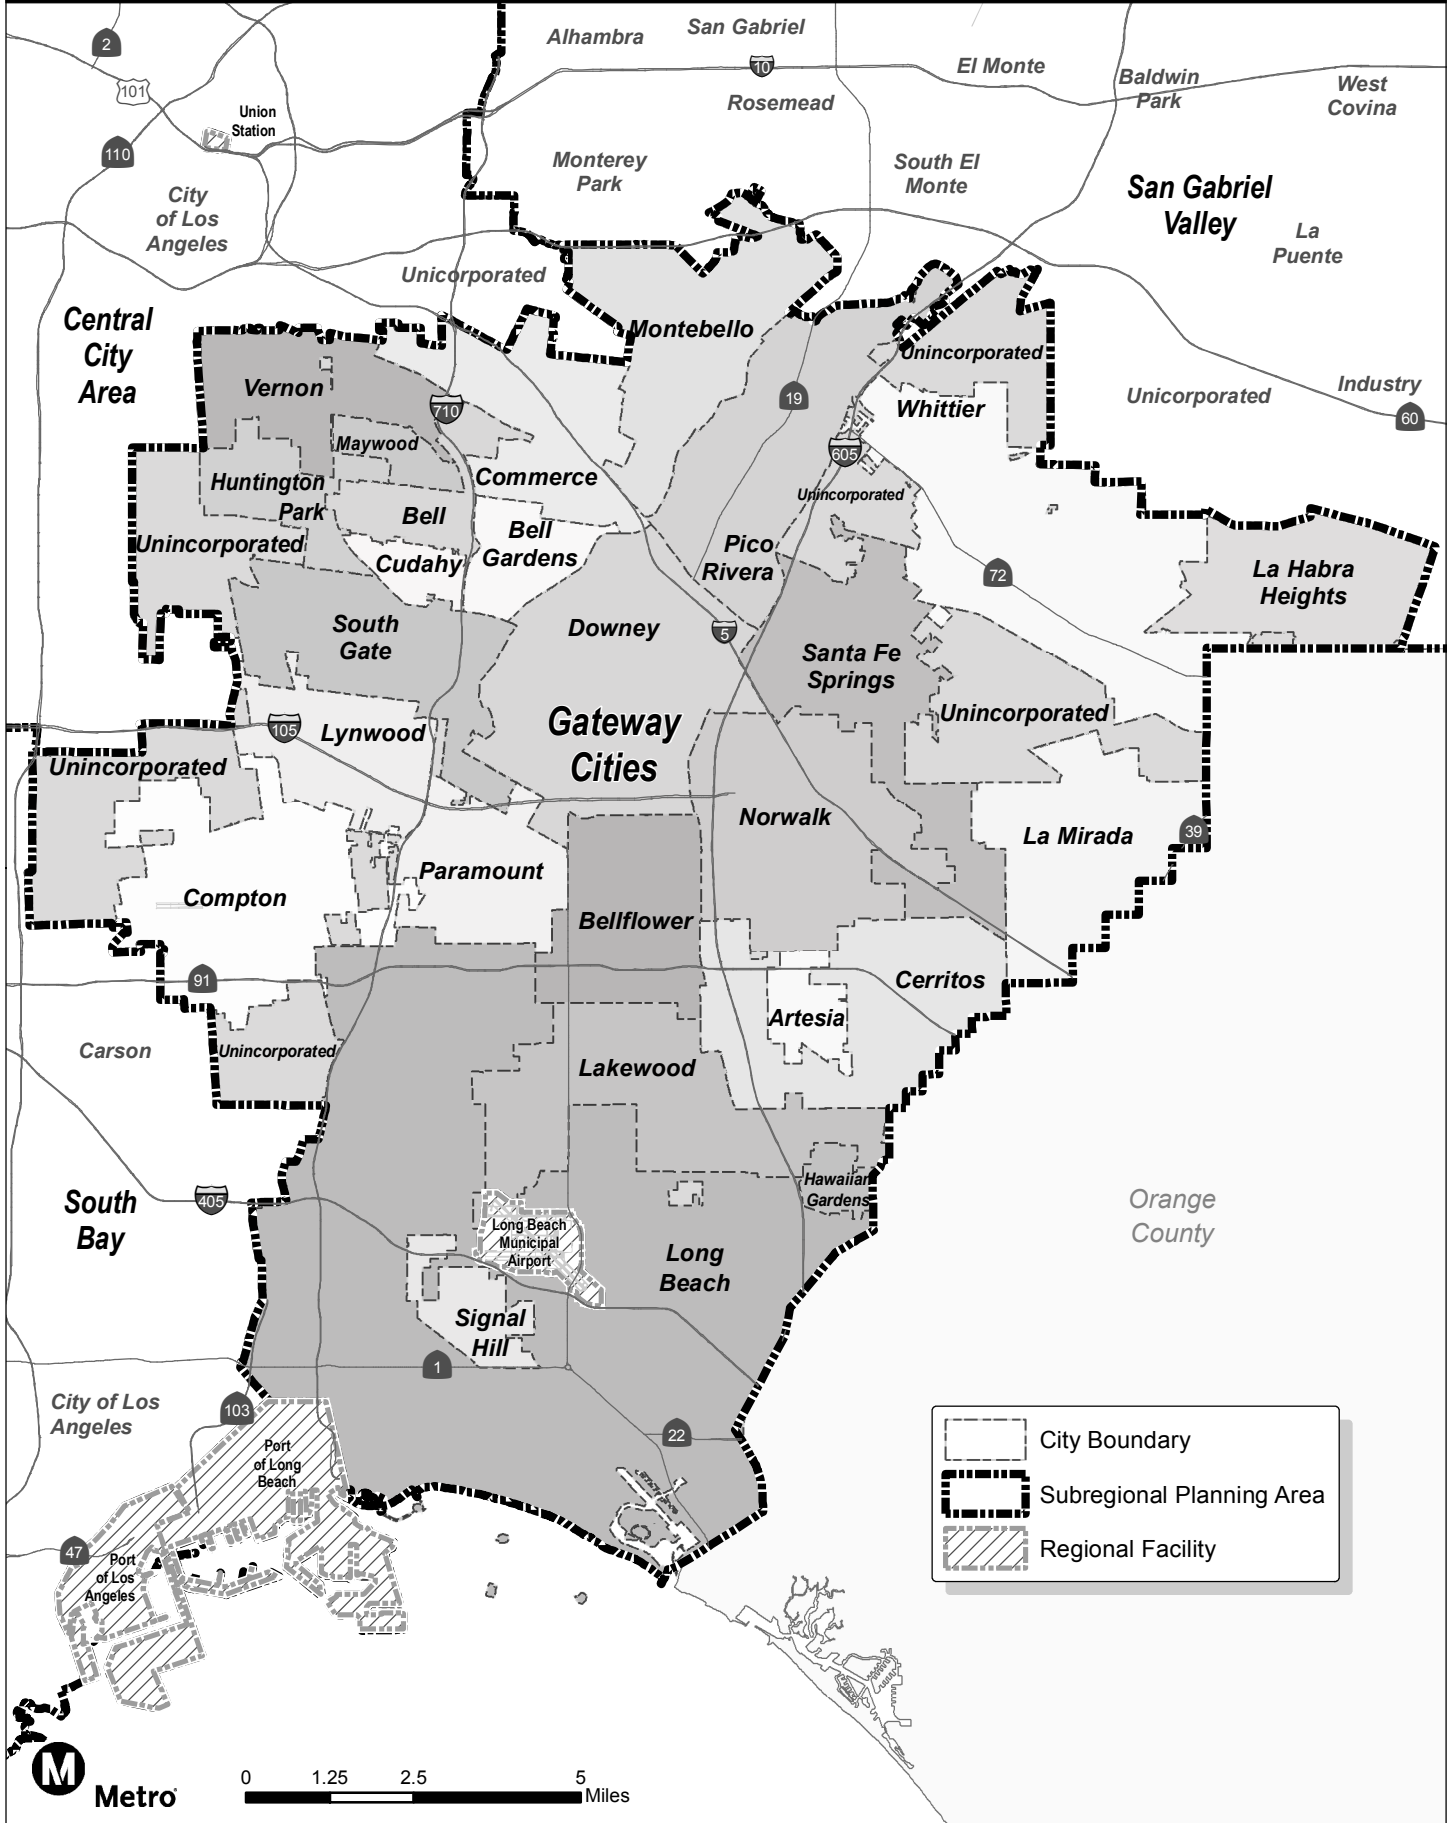 2
Alhambra
San Gabriel
10
El Monte
Baldwin
Park
West
Covina
101
Rosemead
Union
Station
110
Monterey
Park
South El
Monte
San Gabriel
Valley
City
of Los
Angeles
La
Puente
Unicorporated
Central
City
Area
Montebello
Unincorporated
Vernon
19
Whittier
Unicorporated
Industry
60
710
Maywood
605
Commerce
Huntington
Park
Unincorporated
Bell
Bell
Gardens
Unincorporated
Pico
Rivera
Cudahy
72
La Habra
Heights
South
Gate
Downey
5
Santa Fe
Springs
Gateway
Cities
Unincorporated
105
Lynwood
Unincorporated
Norwalk
La Mirada
39
Paramount
Compton
Bellflower
91
Cerritos
Artesia
Carson
Unincorporated
Lakewood
Hawaiian
Gardens
South
Bay
405
Orange
County
Long Beach
Municipal
Airport
Long
Beach
Signal
Hill
1
City of Los
Angeles
103
22
Port
of Long
Beach
47
Port
of Los
Angeles
City Boundary
Subregional Planning Area
Regional Facility
M
Metro
0 1.25 2.5 5
Miles